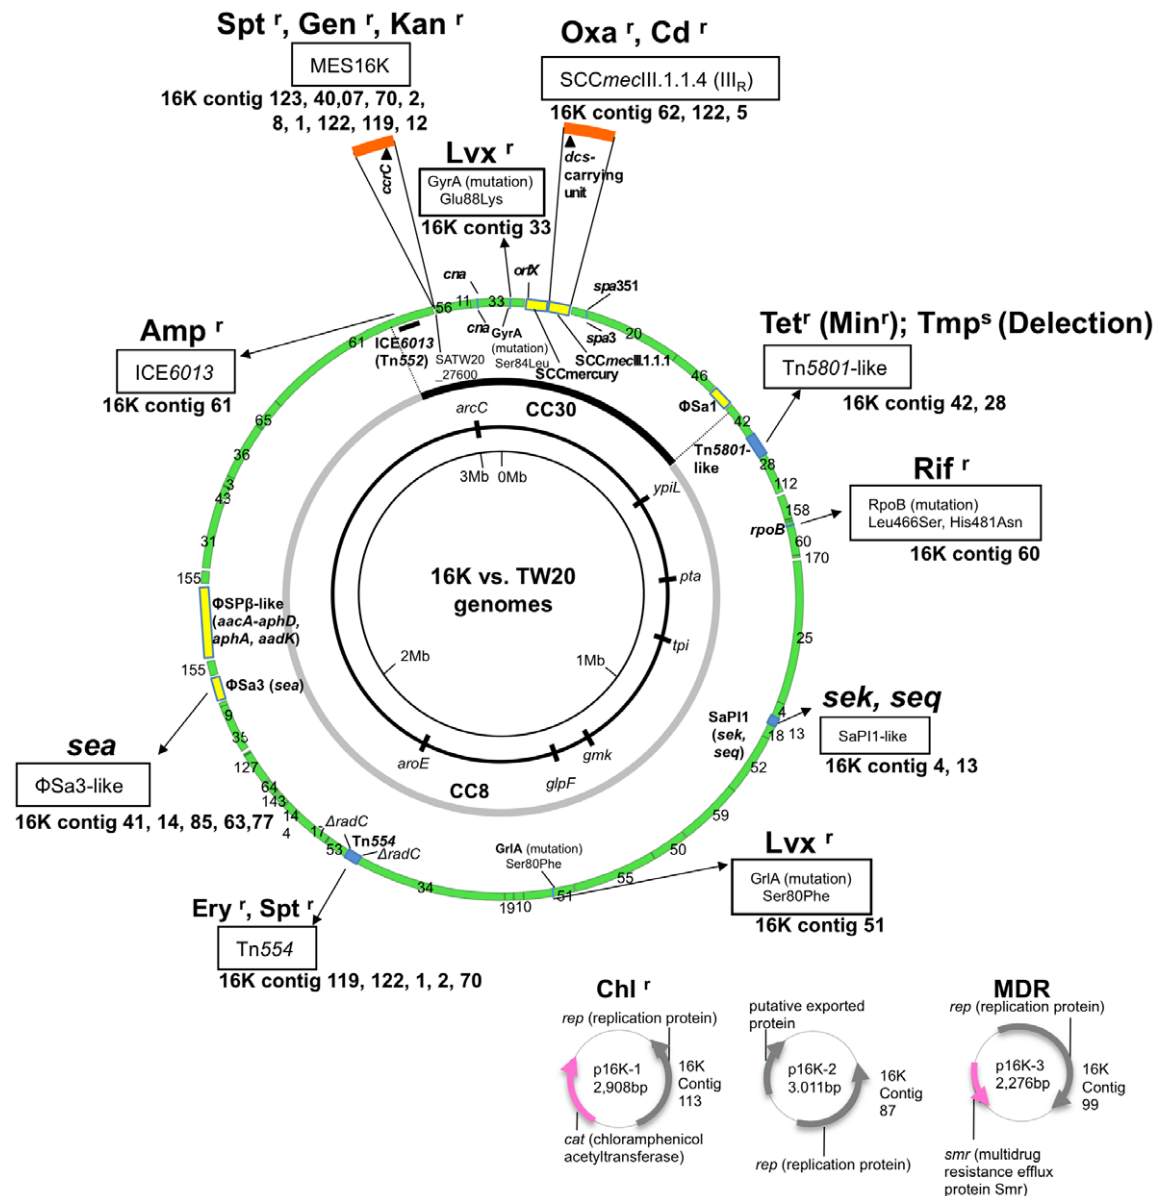 Spt r, Gen r, Kan r
MES16K
16K contig 123, 40,07, 70, 2,
8, 1, 122, 119, 12
ccrC
Oxa r, Cd r
SCCmecIII.1.1.4 (IIIR)
16K contig 62, 122, 5
dcs-
carrying
unit
Lvx r
GyrA (mutation)
Glu88Lys
16K contig 33
cna
orfX
spa351
56
11
33
cna
GyrA
(mutation)
Ser84Leu
spa3
20
SCCmecIII.1.1.1
SCCmercury
ICE6013
(Tn552)
SATW20
_27600
61
Amp r
ICE6013
16K contig 61
Tetr (Minr); Tmps (Delection)
Tn5801-like
16K contig 42, 28
46
ΦSa1
42
Tn5801-
like
28
112
158
rpoB
60
170
Rif r
RpoB (mutation)
Leu466Ser, His481Asn
16K contig 60
65
36
3
43
31
155
ΦSPβ-like
(aacA-aphD,
aphA, aadK)
155
ΦSa3 (sea)
9
35
127
64
143
14
4
17
53
CC30
arcC
3Mb
0Mb
ypiL
pta
tpi
16K vs. TW20
genomes
2Mb
1Mb
gmk
glpF
aroE
CC8
25
4
SaPI1
(sek,
seq)
18
13
52
59
50
55
51
10
19
34
sek, seq
SaPI1-like
16K contig 4, 13
sea
ΦSa3-like
16K contig 41, 14, 85, 63,77
ΔradC
Tn554
ΔradC
GrlA (mutation)
Ser80Phe
Lvx r
GrlA (mutation)
Ser80Phe
16K contig 51
Ery r, Spt r
Tn554
16K contig 119, 122, 1, 2, 70
Chl r
rep (replication protein)
p16K-1
2,908bp
16K
Contig
113
cat (chloramphenicol
acetyltransferase)
putative exported
protein
p16K-2
3.011bp
16K
Contig
87
rep (replication protein)
MDR
rep (replication protein)
p16K-3
2,276bp
16K
Contig
99
smr (multidrug
resistance efflux
protein Smr)